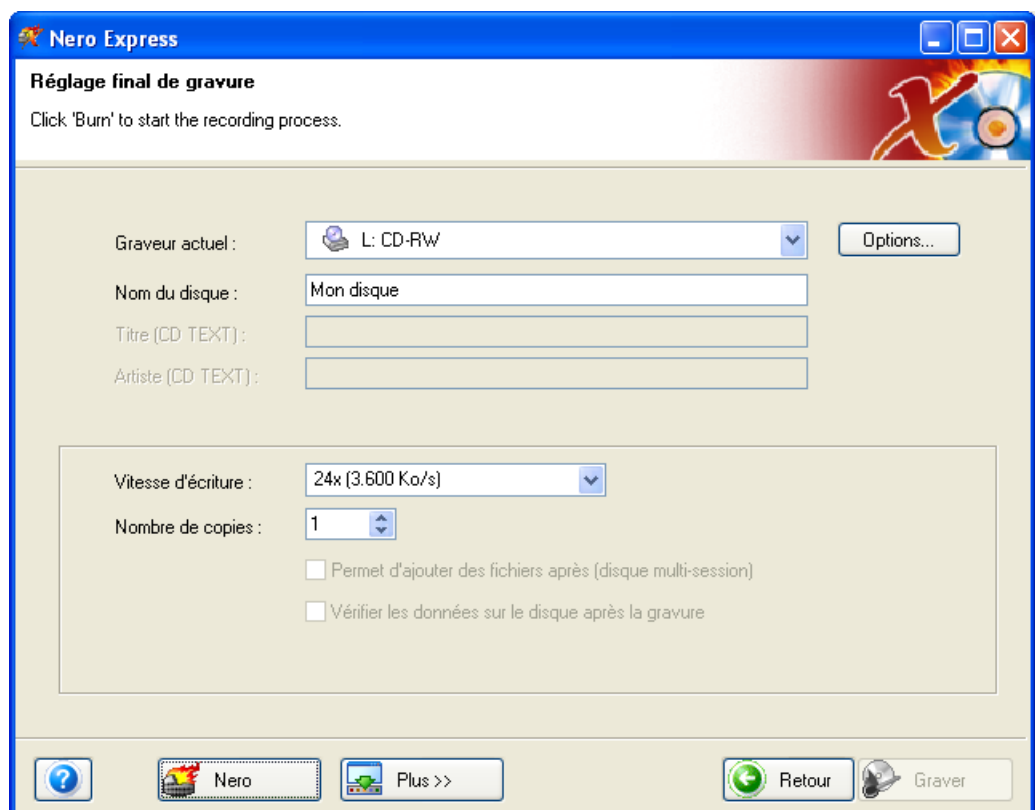 Nero Express
Réglage final de gravure
Click 'Burn' to start the recording process.
Graveur actuel :
L: CD-RW
Options...
Nom du disque :
Mon disque
Titre (CD TEXT) :
Artiste (CD TEXT) :
Vitesse d'écriture :
24x (3.600 Ko/s)
Nombre de copies :
1
Permet d'ajouter des fichiers après (disque multi-session)
Vérifier les données sur le disque après la gravure
Nero
Plus >>
Retour
Graver